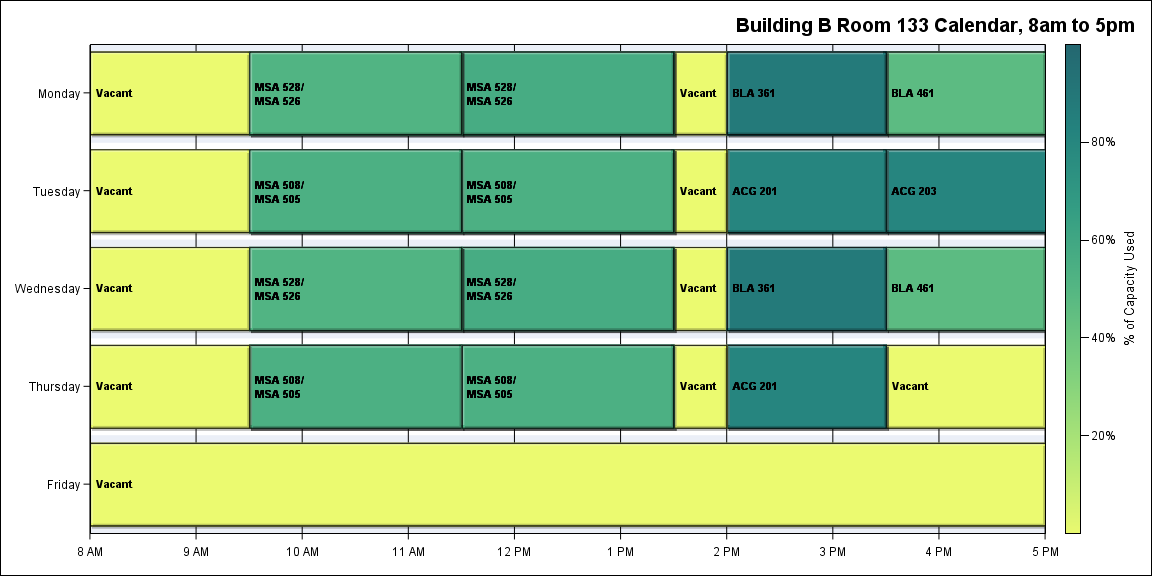 Building B Room 133 Calendar, 8am to 5pm
Monday
Vacant
MSA 528/
MSA 526
MSA 528/
MSA 526
Vacant
BLA 361
BLA 461
Tuesday
Vacant
MSA 508/
MSA 505
MSA 508/
MSA 505
Vacant
ACG 201
ACG 203
Wednesday
Vacant
MSA 528/
MSA 526
MSA 528/
MSA 526
Vacant
BLA 361
BLA 461
Thursday
Vacant
MSA 508/
MSA 505
MSA 508/
MSA 505
Vacant
ACG 201
Vacant
Friday
Vacant
8 AM
9 AM
10 AM
11 AM
12 PM
1 PM
2 PM
3 PM
4 PM
5 PM
80%
60%
40%
20%
% of Capacity Used